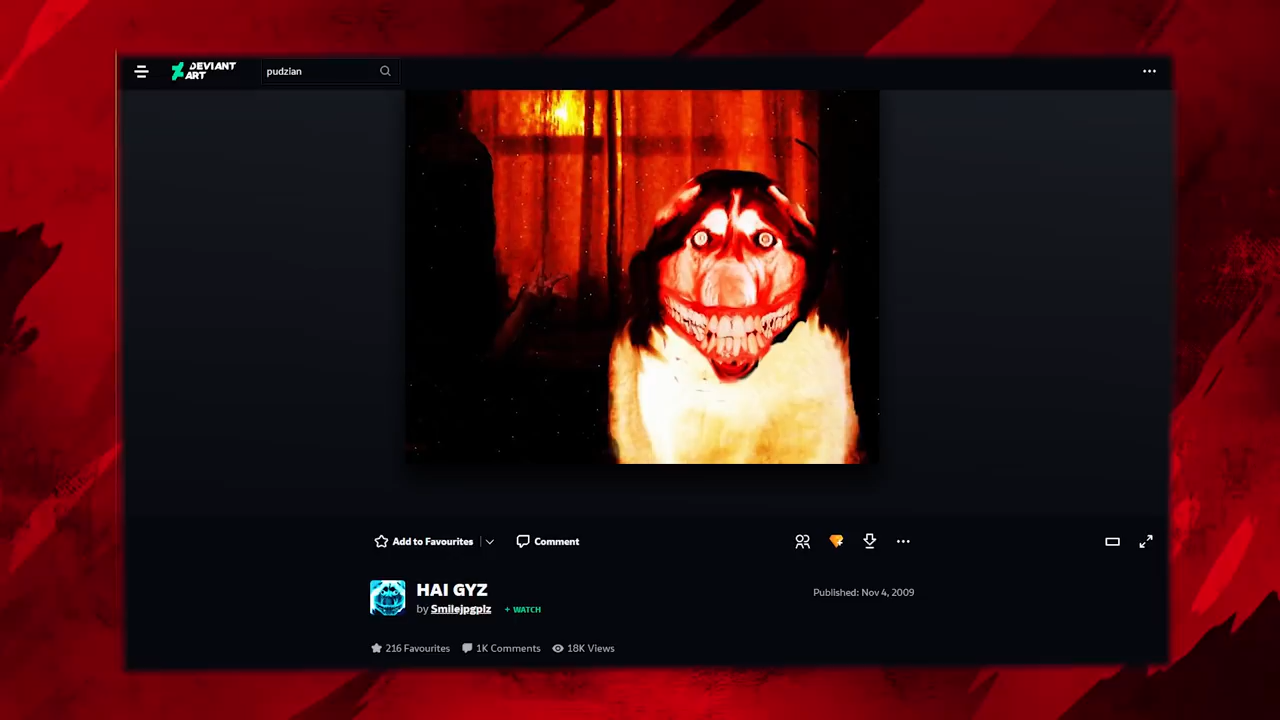 DEVIANT
ART
pudzian
Add to Favourites
Comment
HAI GYZ
by Smilejpgplz
+ WATCH
Published: Nov 4, 2009
216 Favourites
1K Comments
18K Views